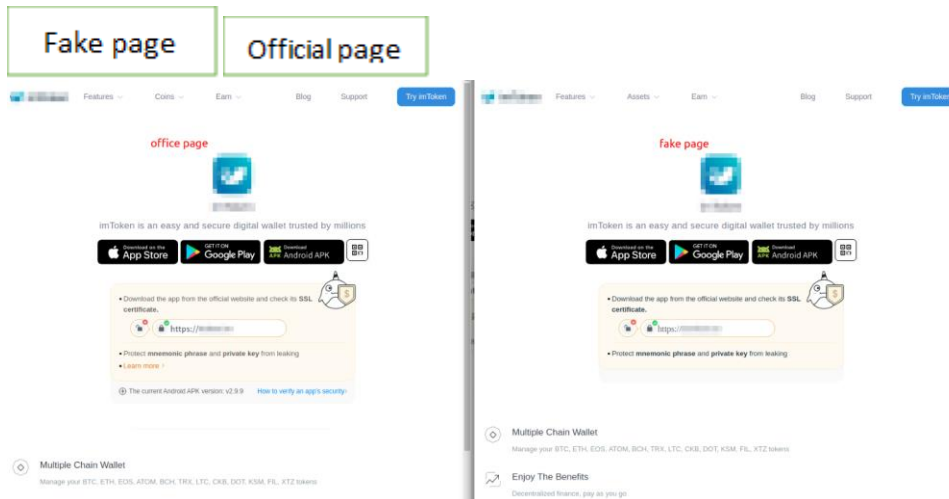 Fake page
Official page
Features Coins Earn Blog Support Try imToken
office page
imToken is an easy and secure digital wallet trusted by millions
Download on the App Store
GET IT ON Google Play
APK Download Android APK
• Download the app from the official website and check its SSL
certificate.
https://
• Protect mnemonic phrase and private key from leaking
• Learn more ›
The current Android APK version: v2.9.9 How to verify an app's security›
Multiple Chain Wallet
Manage your BTC, ETH, EOS, ATOM, BCH, TRX, LTC, CKB, DOT, KSM, FIL, XTZ tokens
Features Assets Earn Blog Support Try imToken
fake page
imToken is an easy and secure digital wallet trusted by millions
Download on the App Store
GET IT ON Google Play
APK Download Android APK
• Download the app from the official website and check its SSL
certificate.
https:/
• Protect mnemonic phrase and private key from leaking
Multiple Chain Wallet
Manage your BTC, ETH, EOS, ATOM, BCH, TRX, LTC, CKB, DOT, KSM, FIL, XTZ tokens
Enjoy The Benefits
Decentralized finance, pay as you go.